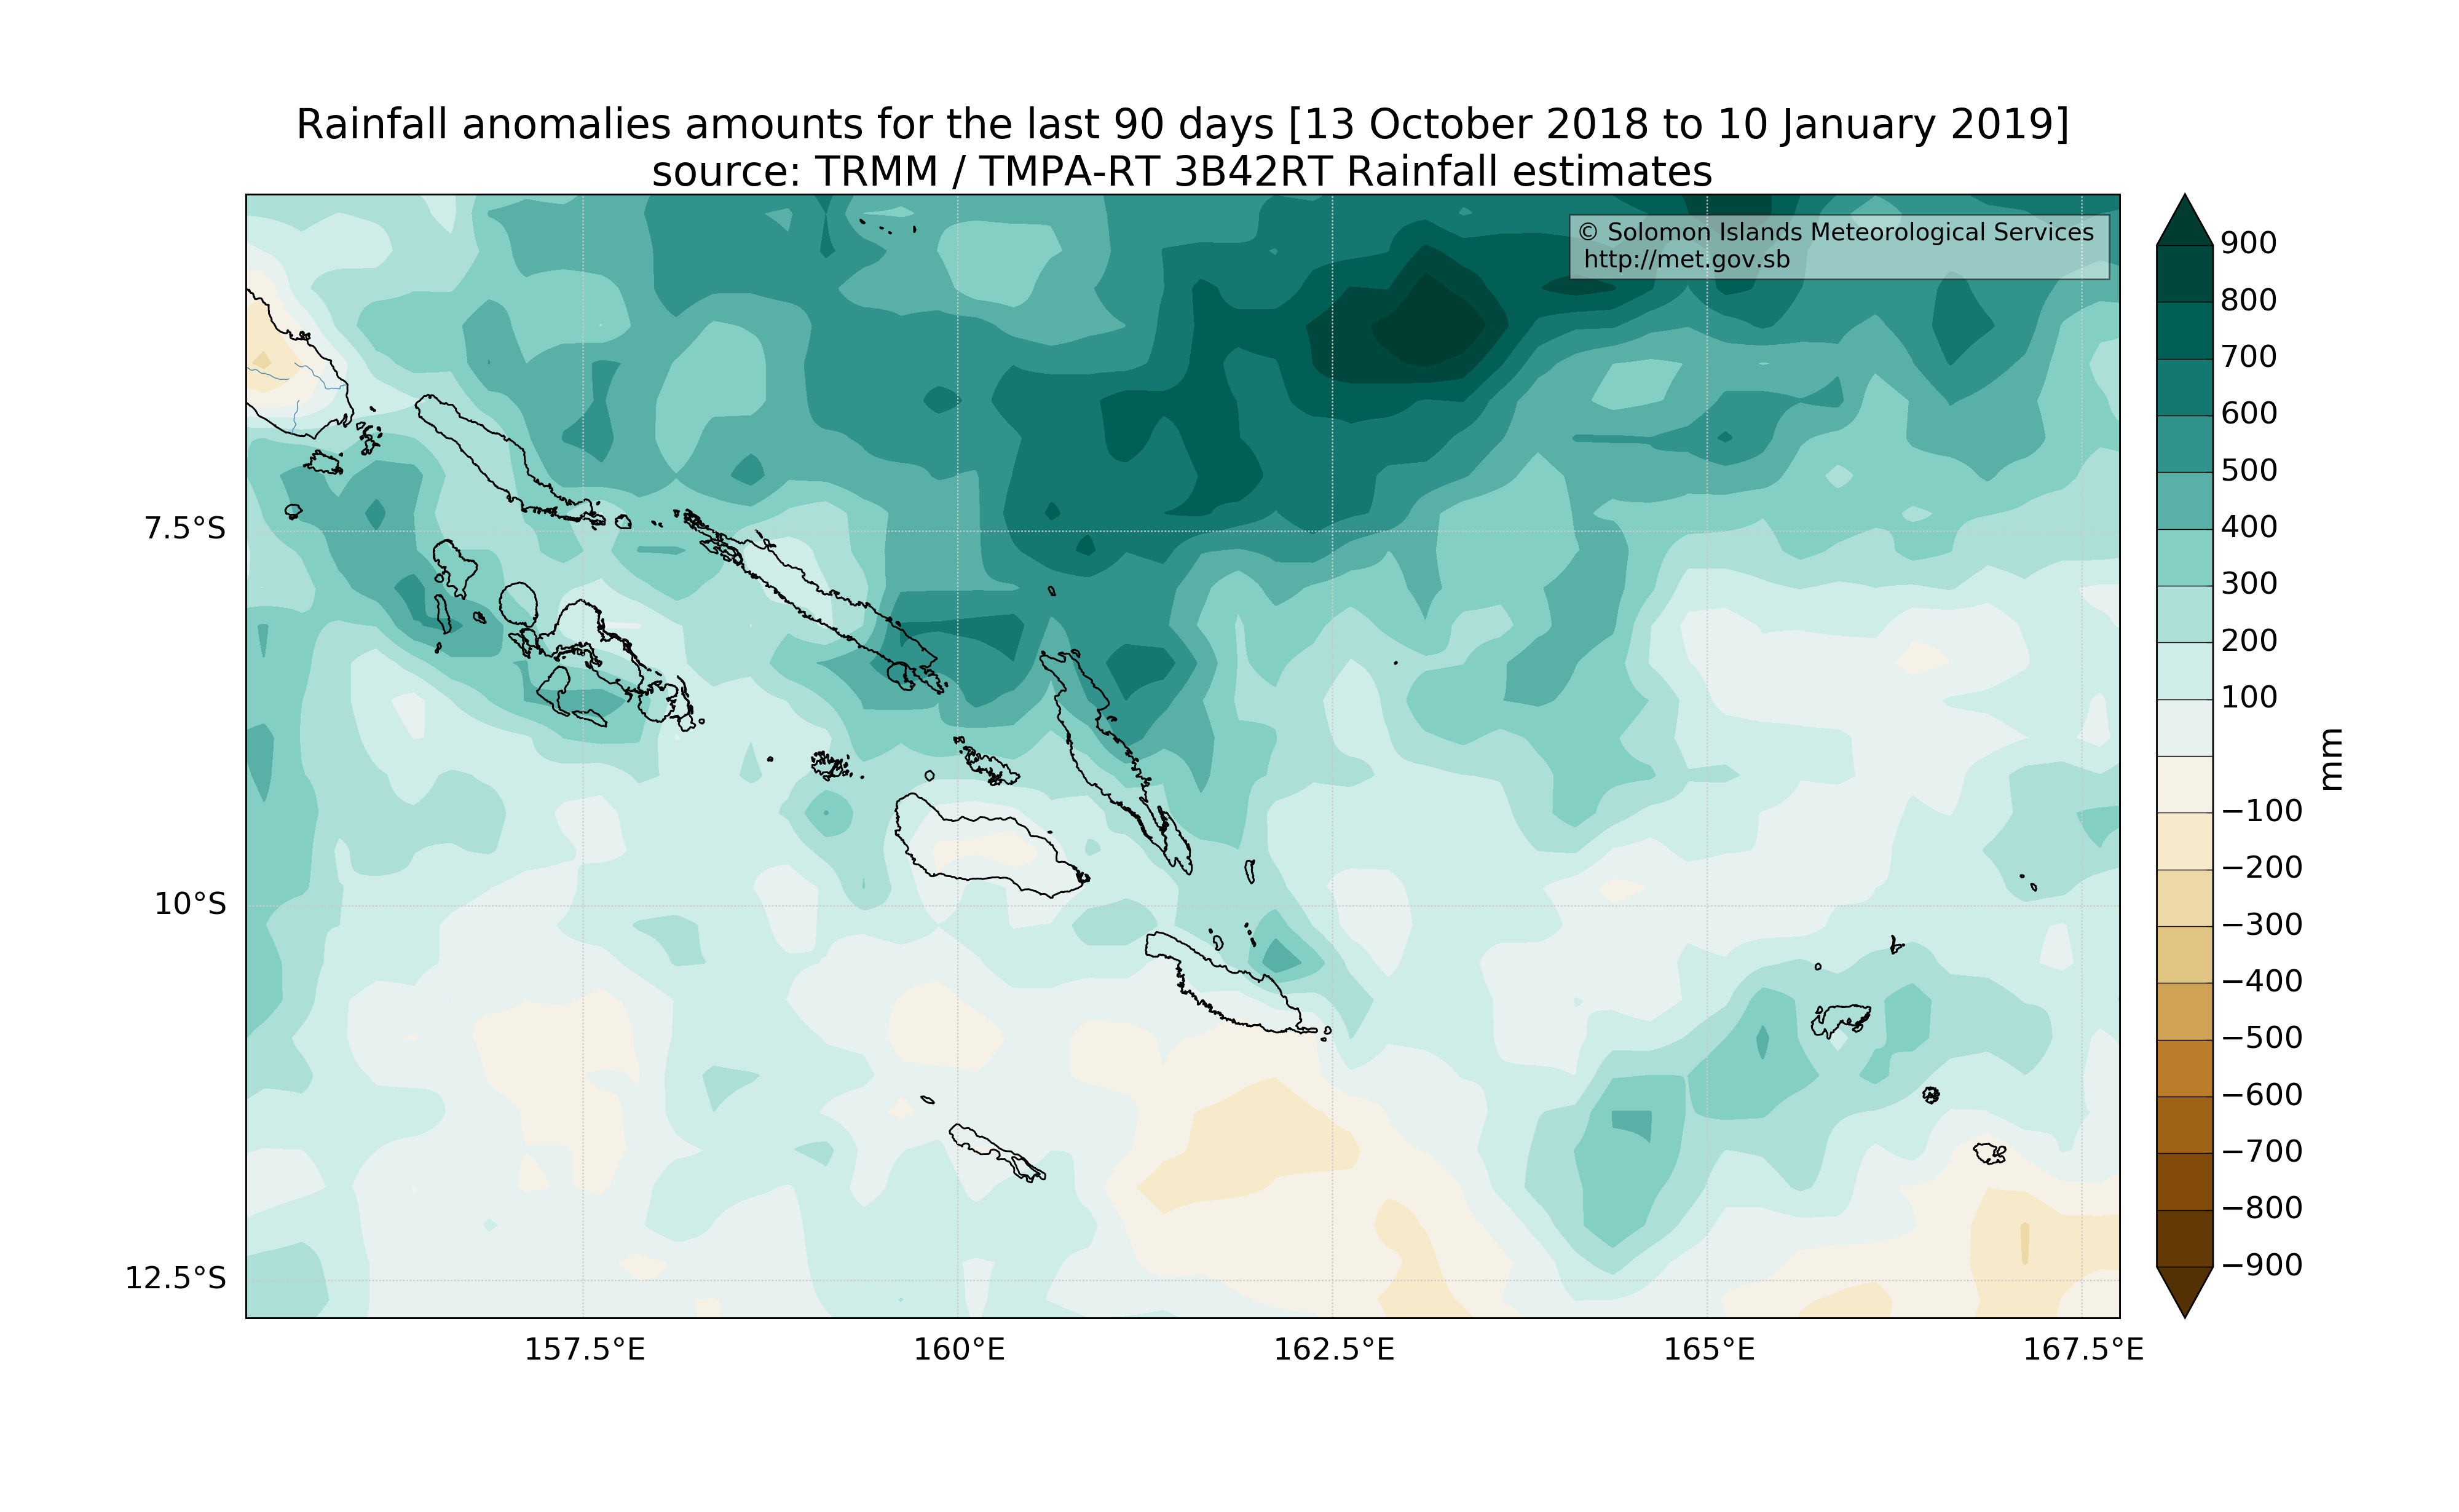 Rainfall anomalies amounts for the last 90 days [13 October 2018 to 10 January 2019]
source: TRMM / TMPA-RT 3B42RT Rainfall estimates
© Solomon Islands Meteorological Services
http://met.gov.sb
7.5°S
10°S
12.5°S
157.5°E
160°E
162.5°E
165°E
167.5°E
900
800
700
600
500
400
300
200
100
−100
−200
−300
−400
−500
−600
−700
−800
−900
mm